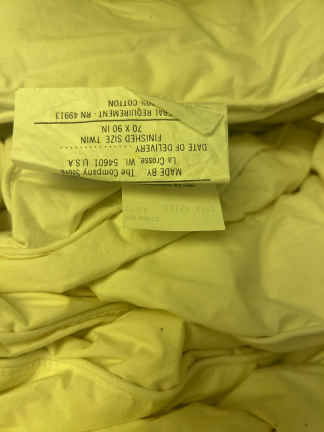 MADE BY The Company Store
La Crosse WI. 54601 U.S.A
DATE OF DELIVERY
FINISHED SIZE TWIN
70 X 90 IN
REQUIREMENT - RN 49913
COTTON